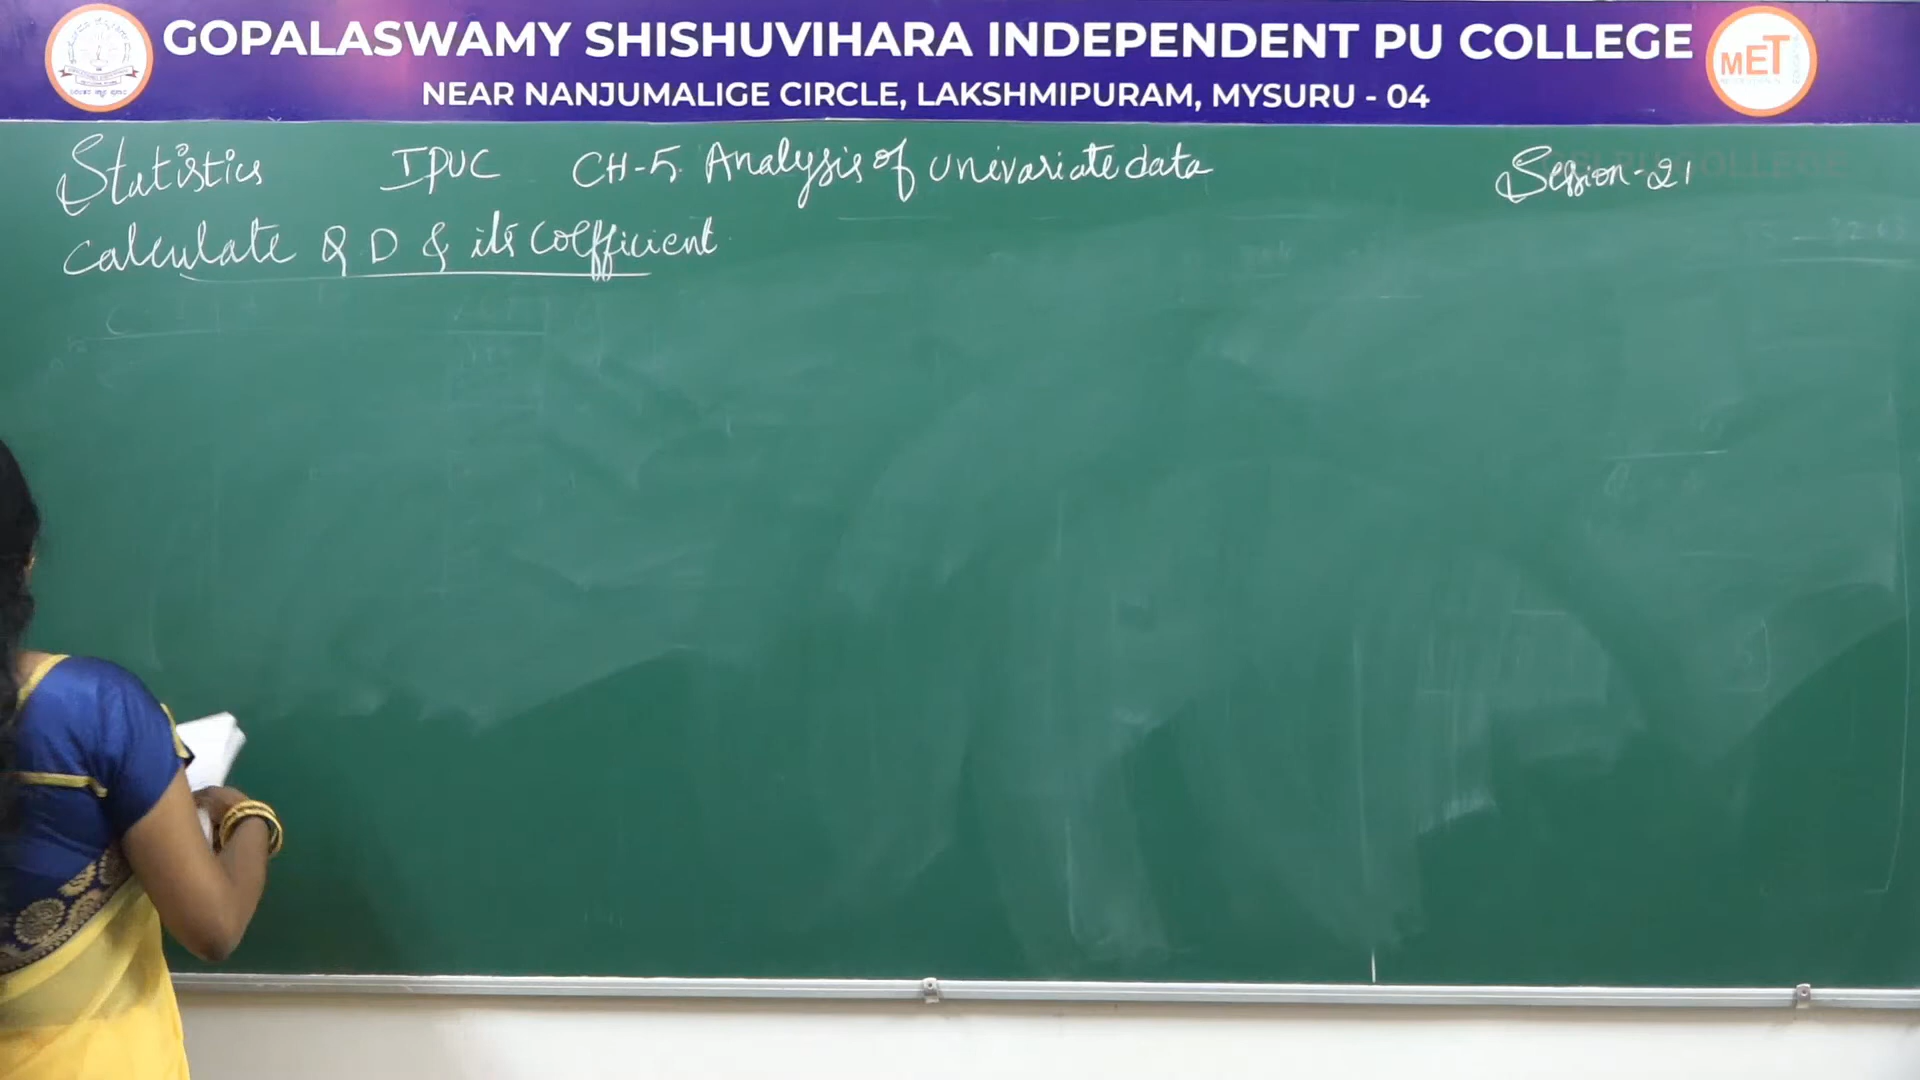 GOPALASWAMY SHISHUVIHARA INDEPENDENT PU COLLEGE
NEAR NANJUMALIGE CIRCLE, LAKSHMIPURAM, MYSURU - 04
MET
Statistics IPUC CH-5. Analysis of univariate data Session-21
Calculate Q D & its coefficient